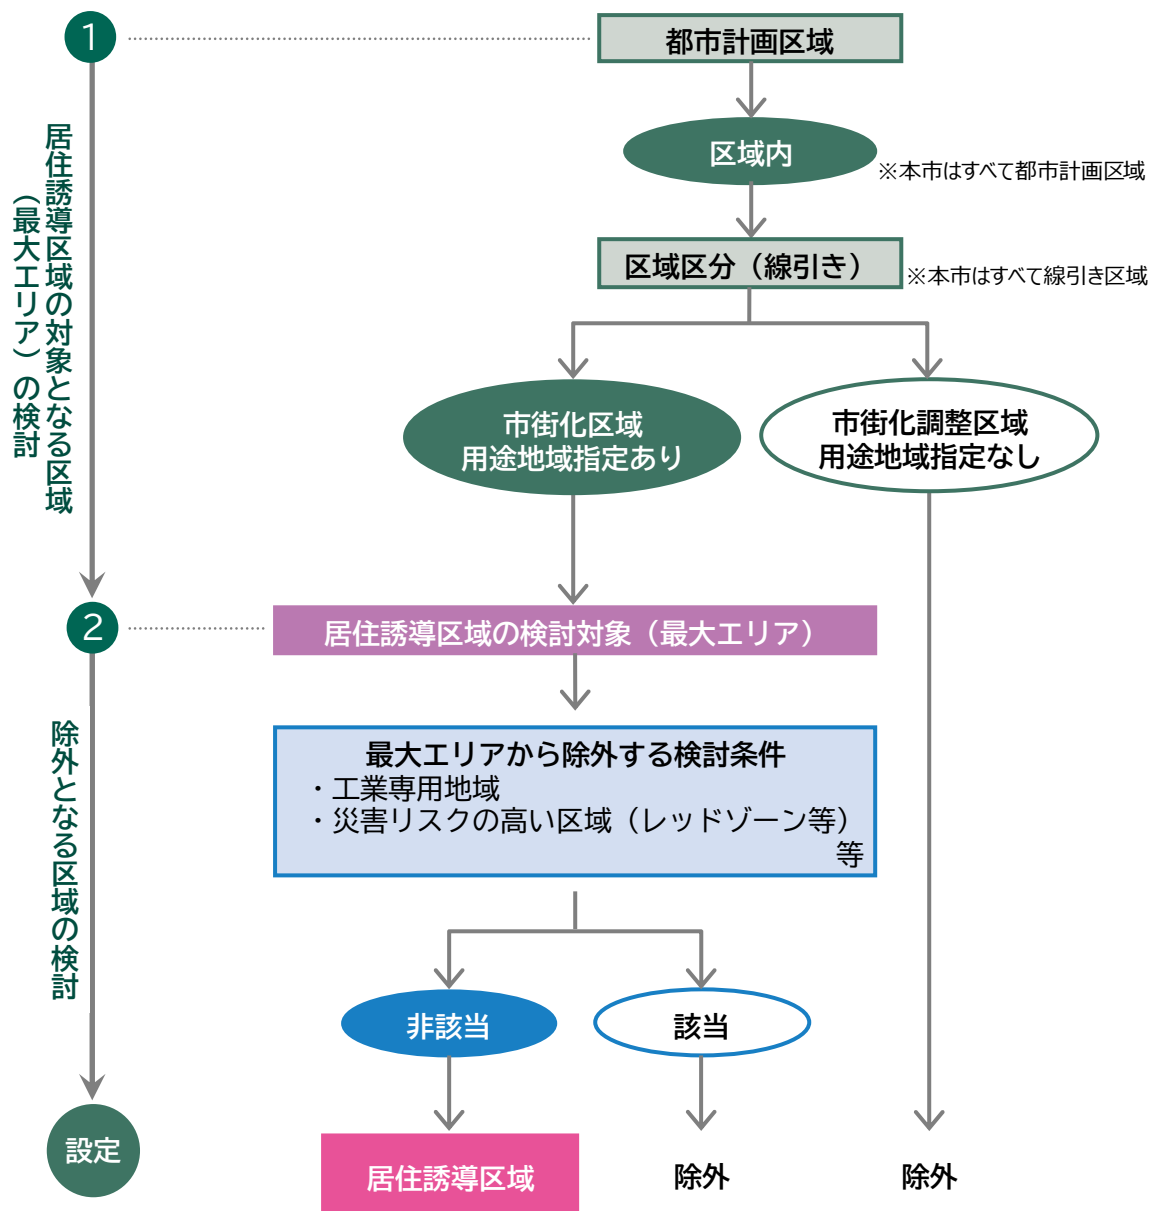 1
都市計画区域
区域内
※本市はすべて都市計画区域
区域区分（線引き）
※本市はすべて線引き区域
居住誘導区域の対象となる区域
（最大エリア）の検討
市街化区域
用途地域指定あり
市街化調整区域
用途地域指定なし
2
居住誘導区域の検討対象（最大エリア）
除外となる区域の検討
最大エリアから除外する検討条件
・工業専用地域
・災害リスクの高い区域（レッドゾーン等）
等
非該当
該当
設定
居住誘導区域
除外
除外